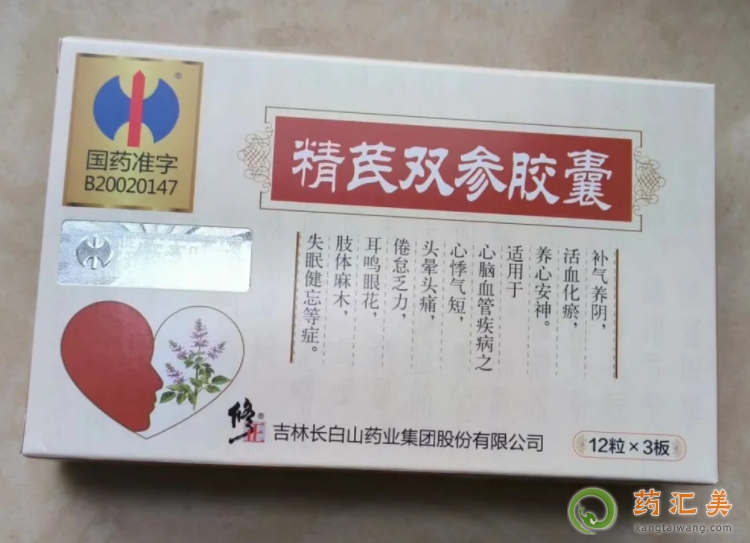 国药准字
B20020147
精芪双参胶囊
补气养阴，
活血化瘀，
养心安神。
适用于
心脑血管疾病之
心悸气短，
头晕头痛，
倦怠乏力，
耳鸣眼花，
肢体麻木，
失眠健忘等症。
吉林长白山药业集团股份有限公司
12粒×3板
药汇美
kangtaiwang.com